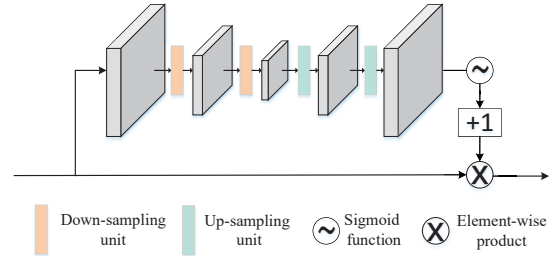 ~
+1
X
Down-sampling
unit
Up-sampling
unit
~
Sigmoid
function
X
Element-wise
product